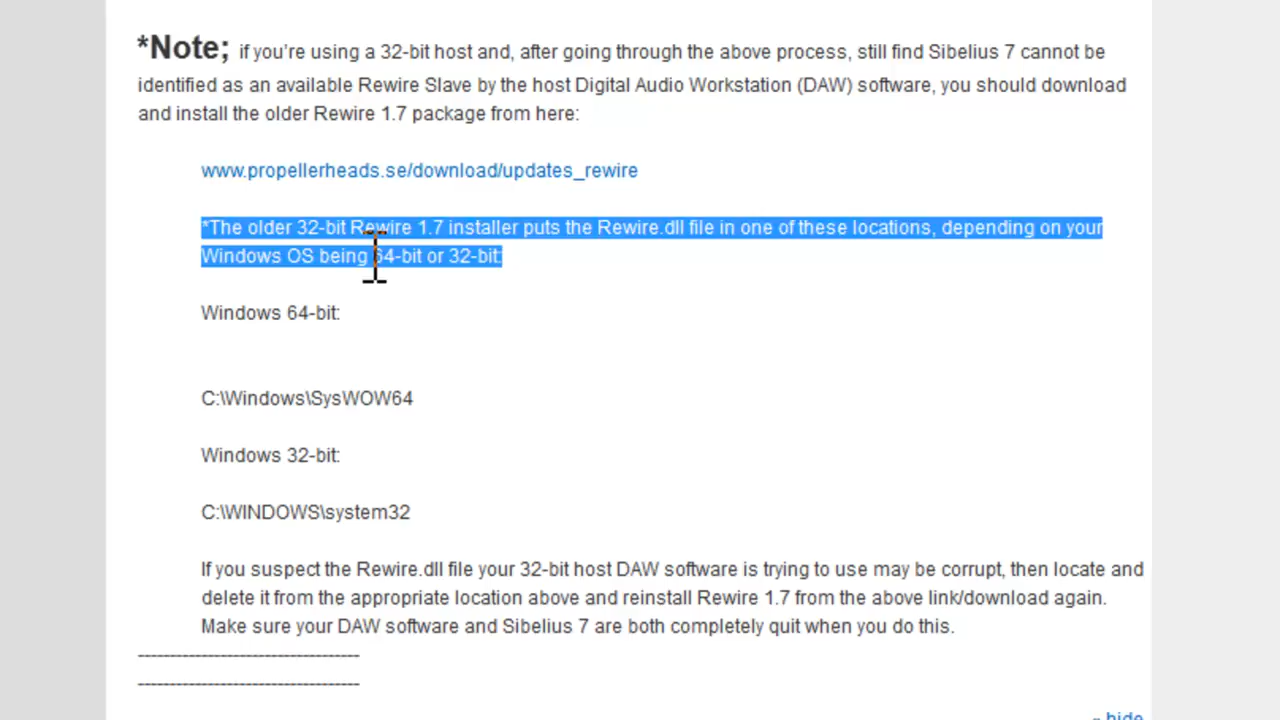 *Note; if you're using a 32-bit host and, after going through the above process, still find Sibelius 7 cannot be
identified as an available Rewire Slave by the host Digital Audio Workstation (DAW) software, you should download
and install the older Rewire 1.7 package from here:
www.propellerheads.se/download/updates_rewire
*The older 32-bit Rewire 1.7 installer puts the Rewire.dll file in one of these locations, depending on your
Windows OS being 64-bit or 32-bit:
Windows 64-bit:
C:\Windows\SysWOW64
Windows 32-bit:
C:\WINDOWS\system32
If you suspect the Rewire.dll file your 32-bit host DAW software is trying to use may be corrupt, then locate and
delete it from the appropriate location above and reinstall Rewire 1.7 from the above link/download again.
Make sure your DAW software and Sibelius 7 are both completely quit when you do this.
----------------------------------
----------------------------------
- hide